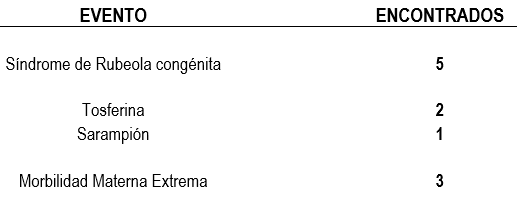 EVENTO ENCONTRADOS
Síndrome de Rubeola congénita 5
Tosferina 2
Sarampión 1
Morbilidad Materna Extrema 3